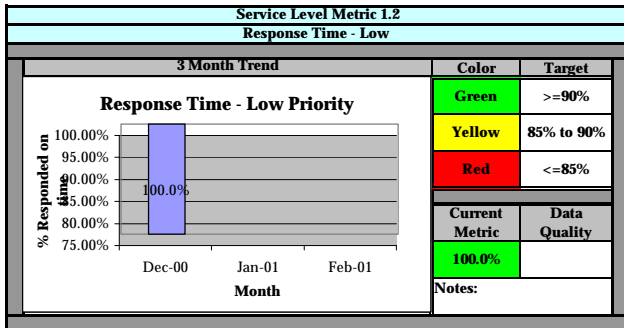 Service Level Metric 1.2
Response Time - Low
3 Month Trend
Response Time - Low Priority
% Responded on
time
100.00%
95.00%
90.00%
85.00%
80.00%
75.00%
100.0%
Dec-00 Jan-01 Feb-01
Month
Color Target
Green >=90%
Yellow 85% to 90%
Red <=85%
Current
Metric
Data
Quality
100.0%
Notes: